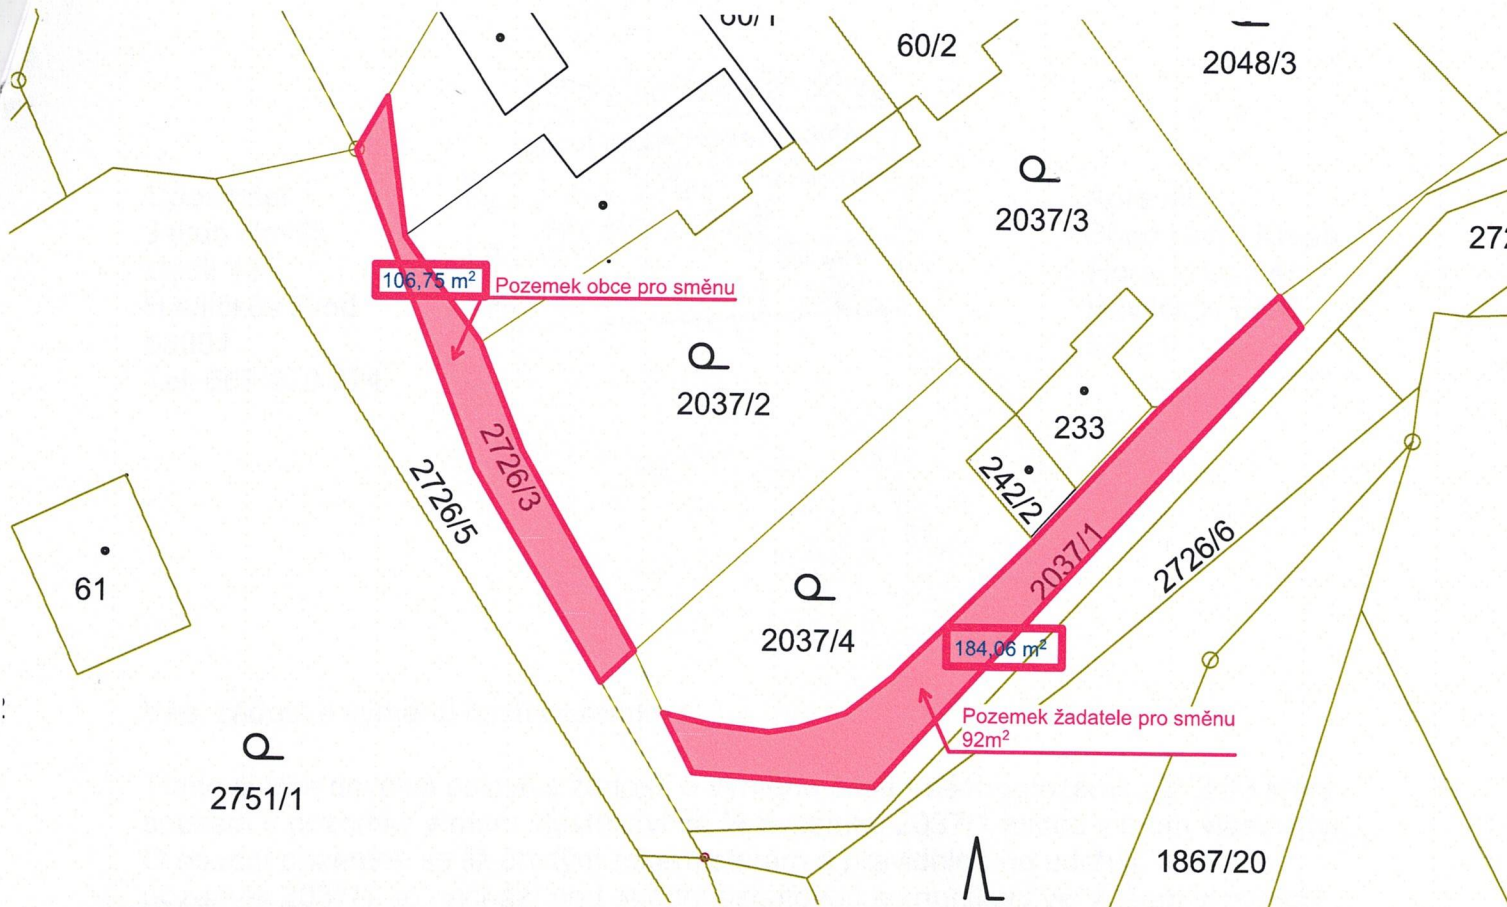 60/2
2048/3
2037/3
106,75 m²
Pozemek obce pro směnu
2037/2
233
242/2
2726/3
2726/5
2037/1
2726/6
61
2037/4
184,06 m²
Pozemek žadatele pro směnu
92m²
2751/1
1867/20